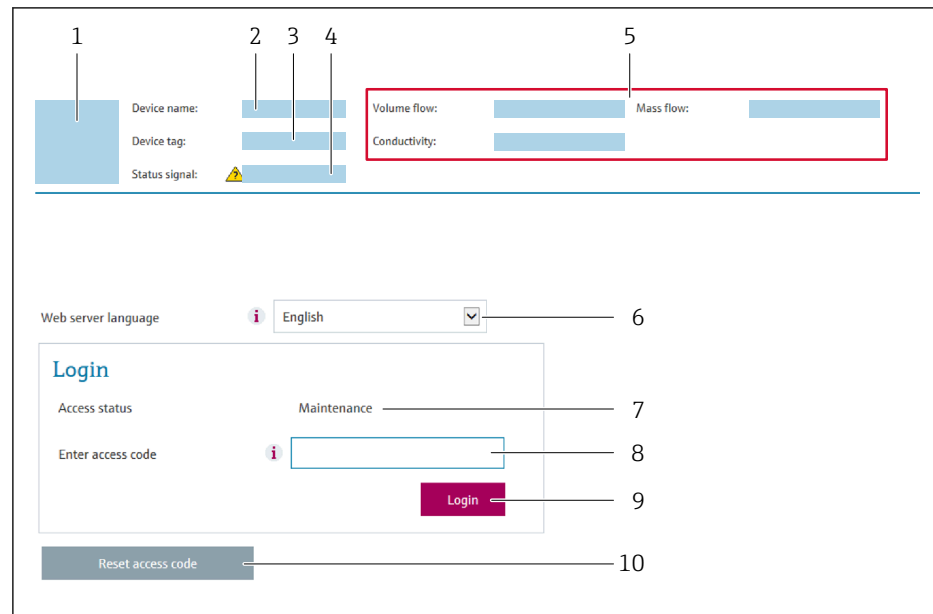 1 2 3 4 5
Device name: Volume flow: Mass flow:
Device tag: Conductivity:
Status signal: ?
Web server language i English 6
Login
Access status Maintenance 7
Enter access code i 8
Login 9
Reset access code 10